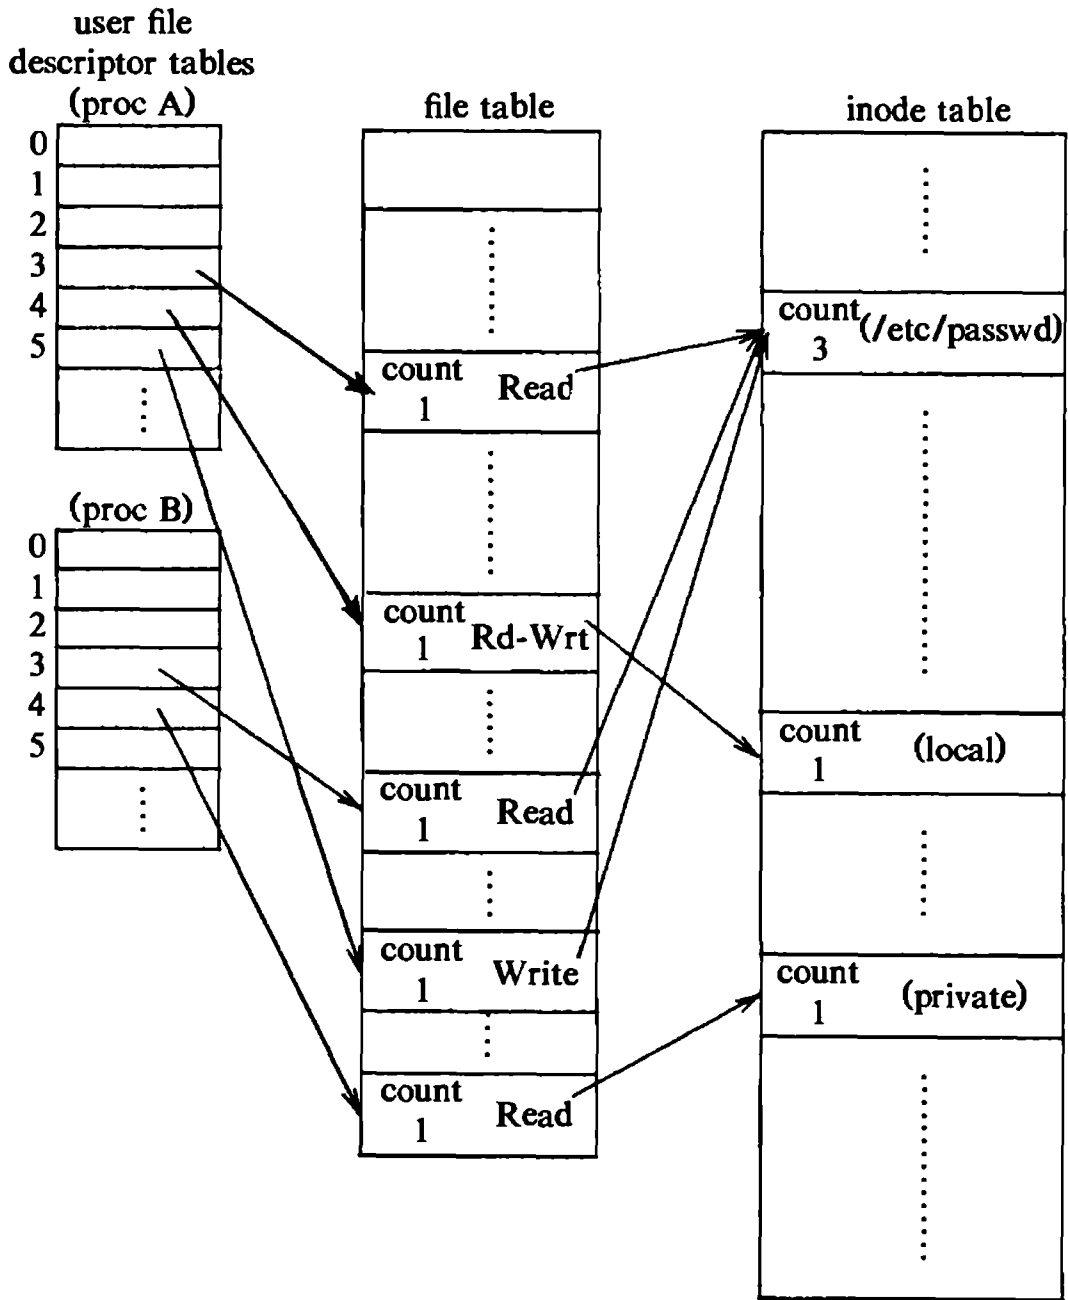 user file
descriptor tables
(proc A)
0
1
2
3
4
5
(proc B)
0
1
2
3
4
5
file table
count
1 Read
count
1 Rd-Wrt
count
1 Read
count
1 Write
count
1 Read
inode table
count
3 (/etc/passwd)
count
1 (local)
count
1 (private)